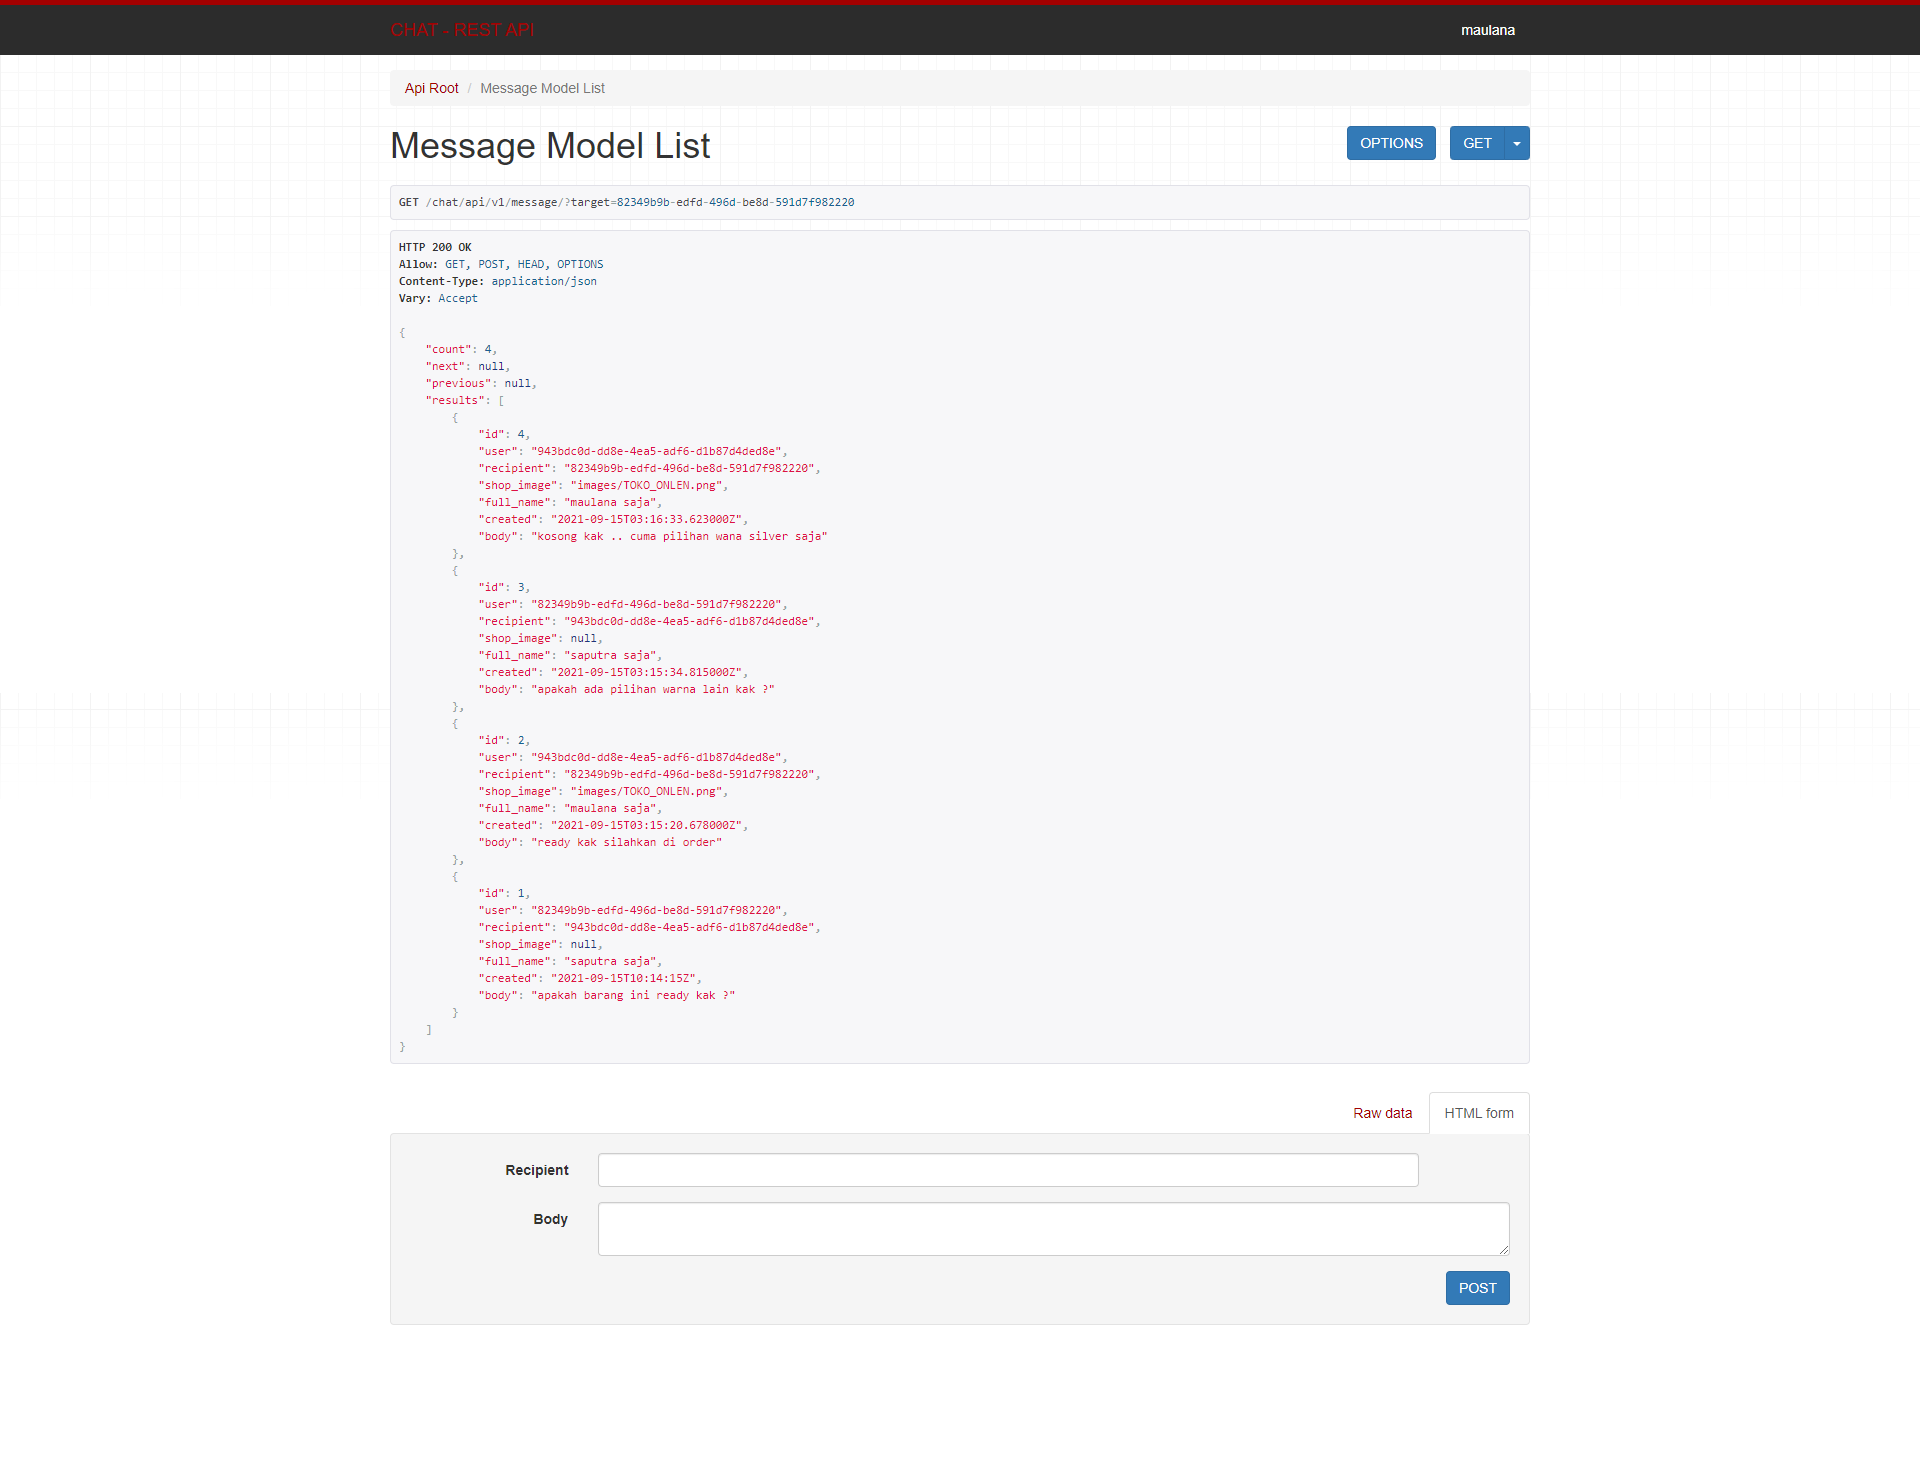 CHAT - REST API
maulana
Api Root / Message Model List
Message Model List
OPTIONS
GET
GET /chat/api/v1/message/?target=82349b9b-edfd-496d-be8d-591d7f982220
HTTP 200 OK
Allow: GET, POST, HEAD, OPTIONS
Content-Type: application/json
Vary: Accept
{
"count": 4,
"next": null,
"previous": null,
"results": [
{
"id": 4,
"user": "943bdc0d-dd8e-4ea5-adf6-d1b87d4ded8e",
"recipient": "82349b9b-edfd-496d-be8d-591d7f982220",
"shop_image": "images/TOKO_ONLEN.png",
"full_name": "maulana saja",
"created": "2021-09-15T03:16:33.623000Z",
"body": "kosong kak .. cuma pilihan wana silver saja"
},
{
"id": 3,
"user": "82349b9b-edfd-496d-be8d-591d7f982220",
"recipient": "943bdc0d-dd8e-4ea5-adf6-d1b87d4ded8e",
"shop_image": null,
"full_name": "saputra saja",
"created": "2021-09-15T03:15:34.815000Z",
"body": "apakah ada pilihan warna lain kak ?"
},
{
"id": 2,
"user": "943bdc0d-dd8e-4ea5-adf6-d1b87d4ded8e",
"recipient": "82349b9b-edfd-496d-be8d-591d7f982220",
"shop_image": "images/TOKO_ONLEN.png",
"full_name": "maulana saja",
"created": "2021-09-15T03:15:20.678000Z",
"body": "ready kak silahkan di order"
},
{
"id": 1,
"user": "82349b9b-edfd-496d-be8d-591d7f982220",
"recipient": "943bdc0d-dd8e-4ea5-adf6-d1b87d4ded8e",
"shop_image": null,
"full_name": "saputra saja",
"created": "2021-09-15T10:14:15Z",
"body": "apakah barang ini ready kak ?"
}
]
}
Raw data
HTML form
Recipient
Body
POST